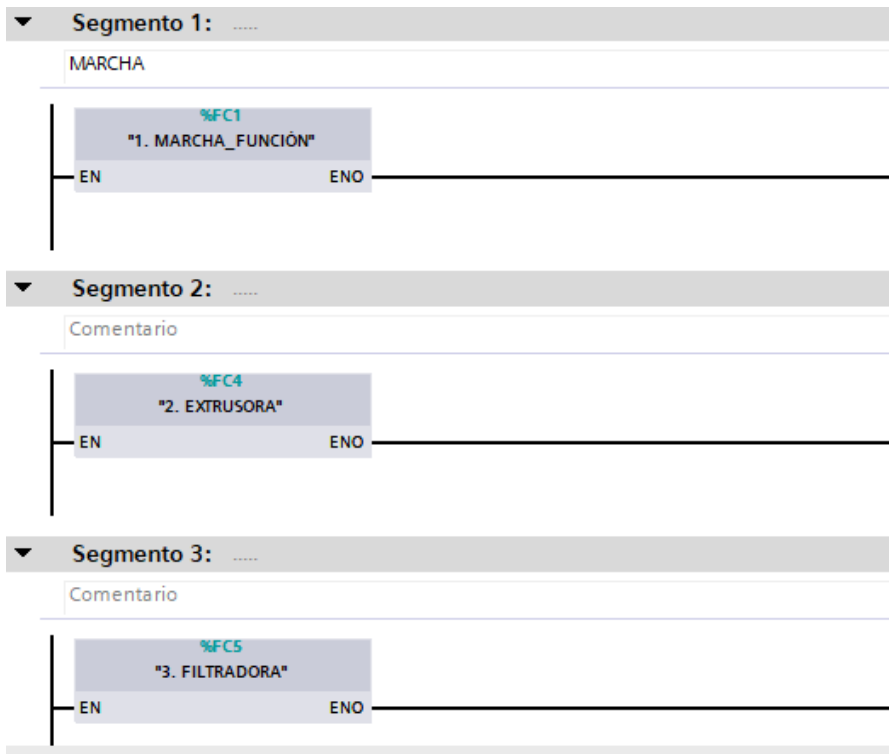 Segmento 1: .....
MARCHA
%FC1
"1. MARCHA_FUNCIÓN"
EN ENO
Segmento 2: .....
Comentario
%FC4
"2. EXTRUSORA"
EN ENO
Segmento 3: .....
Comentario
%FC5
"3. FILTRADORA"
EN ENO